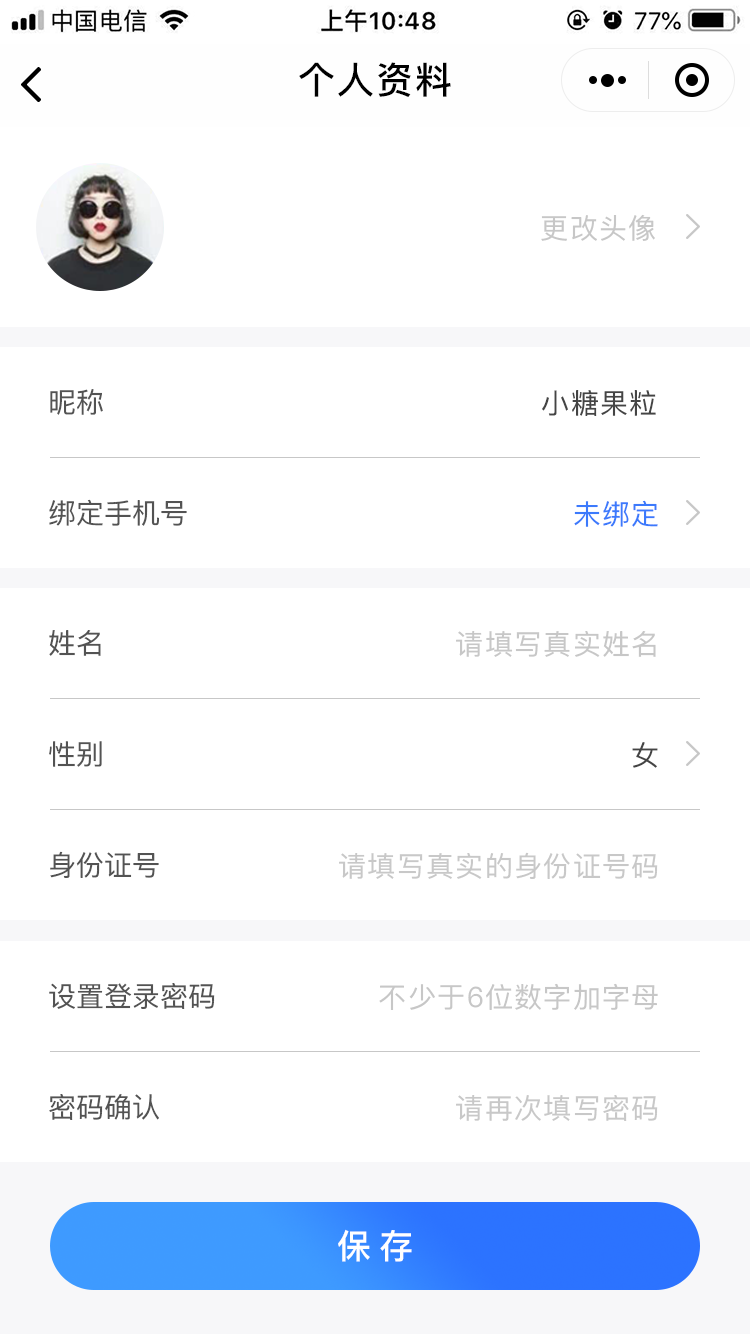 中国电信 上午10:48 77%
个人资料
更改头像
昵称 小糖果粒
绑定手机号 未绑定
姓名 请填写真实姓名
性别 女
身份证号 请填写真实的身份证号码
设置登录密码 不少于6位数字加字母
密码确认 请再次填写密码
保存